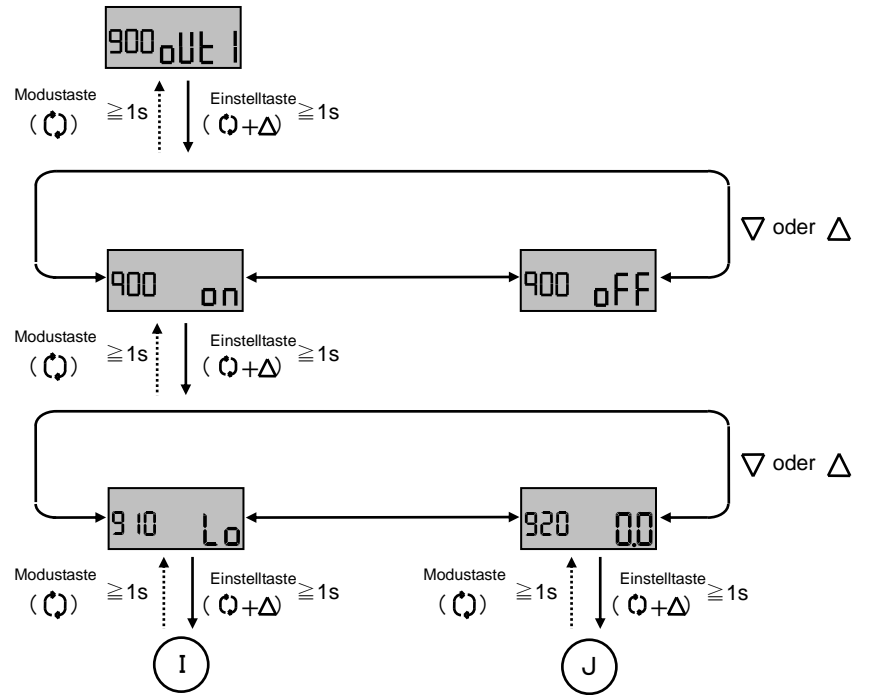 900 oUt 1
Modustaste ≧1s Einstelltaste ≧1s
( ) ( +△)
▽ oder △
900 on
900 oFF
Modustaste ≧1s Einstelltaste ≧1s
( ) ( +△)
▽ oder △
910 Lo
920 0.0
Modustaste ≧1s Einstelltaste ≧1s
( ) ( +△)
Modustaste ≧1s Einstelltaste ≧1s
( ) ( +△)
I
J